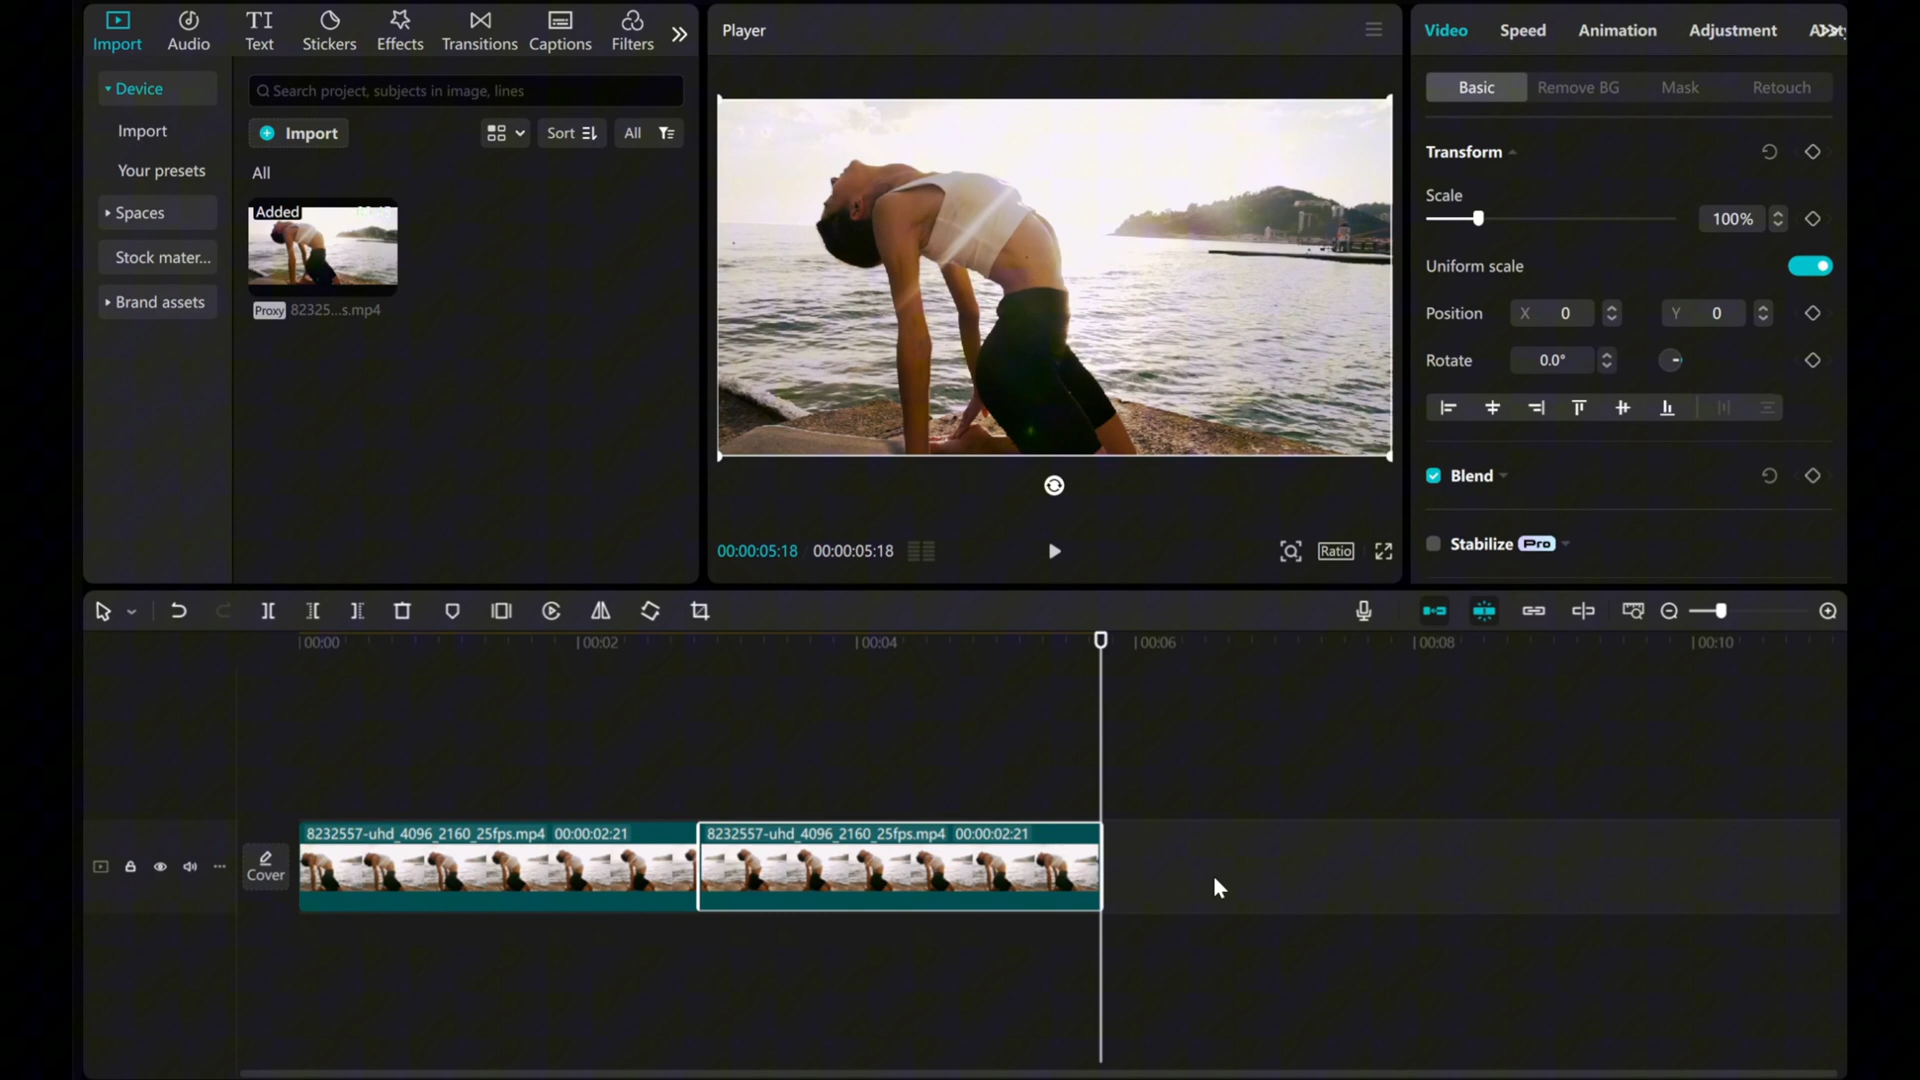 Import
Audio
TI
Text
Stickers
Effects
Transitions
Captions
Filters
Device
Import
Your presets
Spaces
Stock mater...
Brand assets
Search project, subjects in image, lines
Import
Sort
All
All
Added
Proxy 82325...s.mp4
Player
00:00:05:18 00:00:05:18
Ratio
Video
Speed
Animation
Adjustment
Basic
Remove BG
Mask
Retouch
Transform
Scale
100%
Uniform scale
Position X 0 Y 0
Rotate 0.0°
Blend
Stabilize Pro
00:00
00:02
00:04
00:06
00:08
00:10
Cover
8232557-uhd_4096_2160_25fps.mp4 00:00:02:21
8232557-uhd_4096_2160_25fps.mp4 00:00:02:21